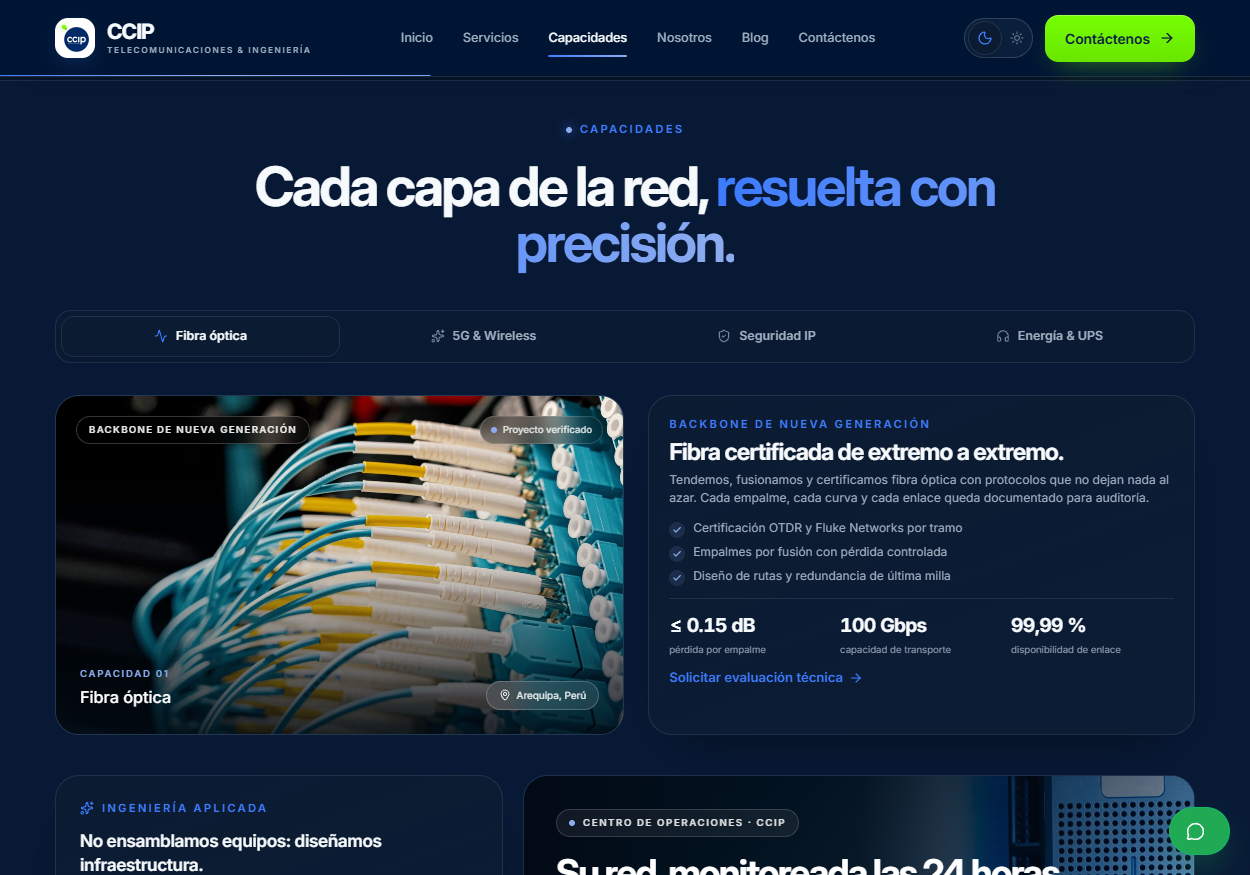 CCIP
TELECOMUNICACIONES & INGENIERÍA
ccip
Inicio
Servicios
Capacidades
Nosotros
Blog
Contáctenos
Contáctenos
CAPACIDADES
Cada capa de la red, resuelta con
precisión.
Fibra óptica
5G & Wireless
Seguridad IP
Energía & UPS
BACKBONE DE NUEVA GENERACIÓN
Proyecto verificado
CAPACIDAD 01
Fibra óptica
Arequipa, Perú
BACKBONE DE NUEVA GENERACIÓN
Fibra certificada de extremo a extremo.
Tendemos, fusionamos y certificamos fibra óptica con protocolos que no dejan nada al
azar. Cada empalme, cada curva y cada enlace queda documentado para auditoría.
Certificación OTDR y Fluke Networks por tramo
Empalmes por fusión con pérdida controlada
Diseño de rutas y redundancia de última milla
≤ 0.15 dB
pérdida por empalme
100 Gbps
capacidad de transporte
99,99 %
disponibilidad de enlace
Solicitar evaluación técnica
INGENIERÍA APLICADA
No ensamblamos equipos: diseñamos
infraestructura.
CENTRO DE OPERACIONES · CCIP
Su red, monitoreada las 24 horas